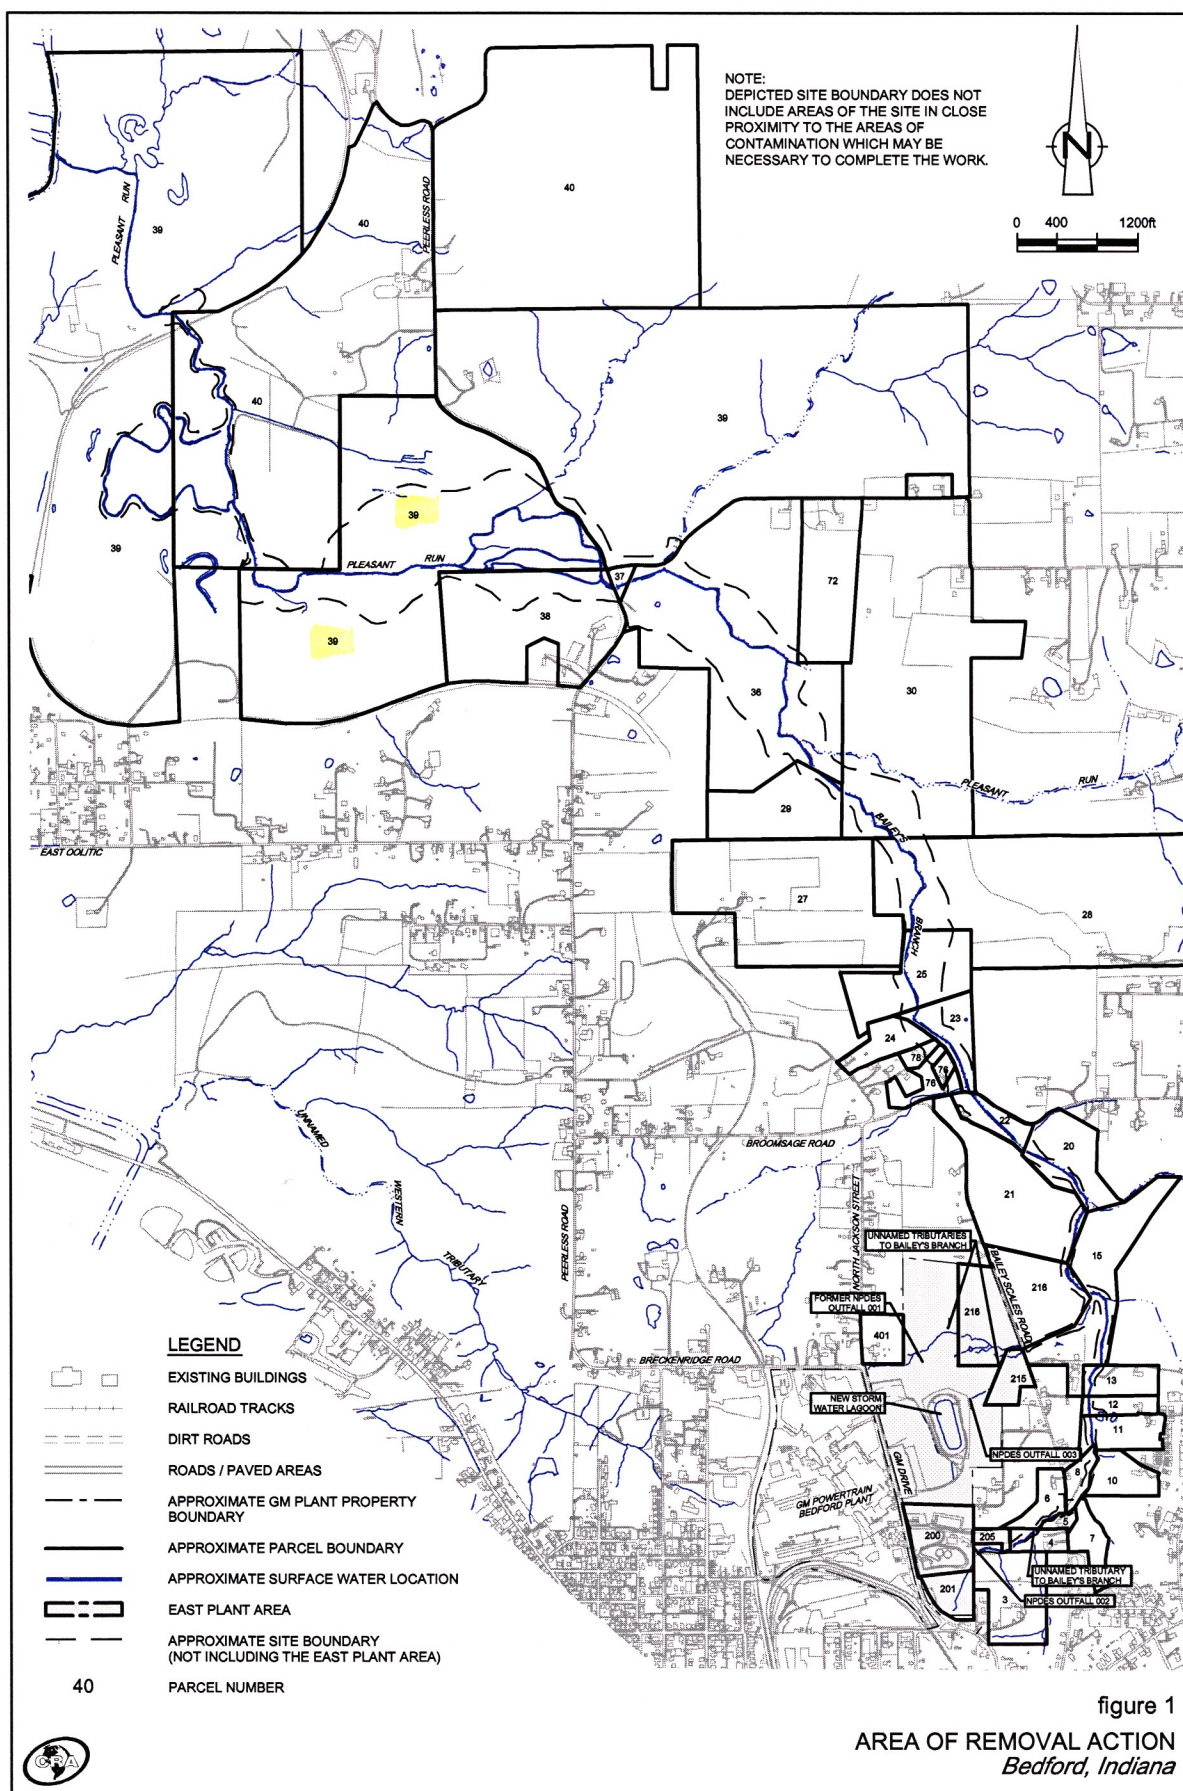 NOTE:
DEPICTED SITE BOUNDARY DOES NOT
INCLUDE AREAS OF THE SITE IN CLOSE
PROXIMITY TO THE AREAS OF
CONTAMINATION WHICH MAY BE
NECESSARY TO COMPLETE THE WORK.
N
0 400 1200ft
40
PEERLESS ROAD
PLEASANT RUN
39
40
40
39
39
39
PLEASANT RUN
37
72
38
39
36
30
PLEASANT RUN
29
BAILEY'S
BRANCH
EAST OOLITIC
27
28
25
23
24
78
76
76
22
20
UNNAMED
WESTERN
TRIBUTARY
PEERLESS ROAD
BROOMSAGE ROAD
NORTH JACKSON STREET
21
UNNAMED TRIBUTARIES
TO BAILEY'S BRANCH
BAILEY SCALES ROAD
15
216
216
FORMER NPDES
OUTFALL 001
401
BRECKENRIDGE ROAD
215
13
NEW STORM
WATER LAGOON
12
11
NPDES OUTFALL 003
GM DRIVE
GM POWERTRAIN
BEDFORD PLANT
8
10
6
5
200
205
4
7
UNNAMED TRIBUTARY
TO BAILEY'S BRANCH
201
3
NPDES OUTFALL 002
LEGEND
EXISTING BUILDINGS
RAILROAD TRACKS
DIRT ROADS
ROADS / PAVED AREAS
APPROXIMATE GM PLANT PROPERTY
BOUNDARY
APPROXIMATE PARCEL BOUNDARY
APPROXIMATE SURFACE WATER LOCATION
EAST PLANT AREA
APPROXIMATE SITE BOUNDARY
(NOT INCLUDING THE EAST PLANT AREA)
40 PARCEL NUMBER
CRA
figure 1
AREA OF REMOVAL ACTION
Bedford, Indiana